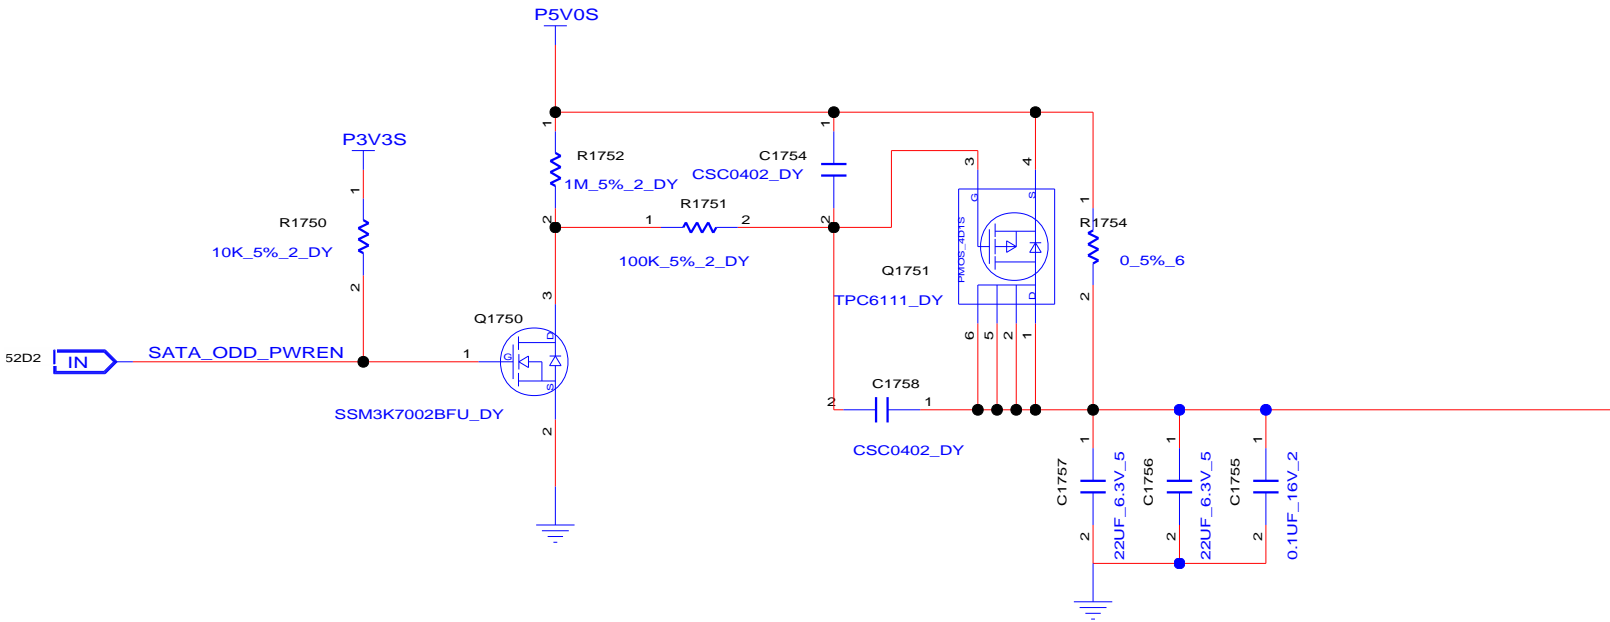 P5V0S
P3V3S
1
R1752
1M_5%_2_DY
2
1
C1754
CSC0402_DY
2
R1751
1
2
100K_5%_2_DY
1
R1750
10K_5%_2_DY
2
3
4
G
S
PMOS_4D1S
Q1751
TPC6111_DY
D
6
5
2
1
1
R1754
0_5%_6
2
52D2
IN
SATA_ODD_PWREN
1
3
Q1750
G
D
S
SSM3K7002BFU_DY
2
C1758
2
1
CSC0402_DY
1
C1757
22UF_6.3V_5
2
1
C1756
22UF_6.3V_5
2
1
C1755
0.1UF_16V_2
2